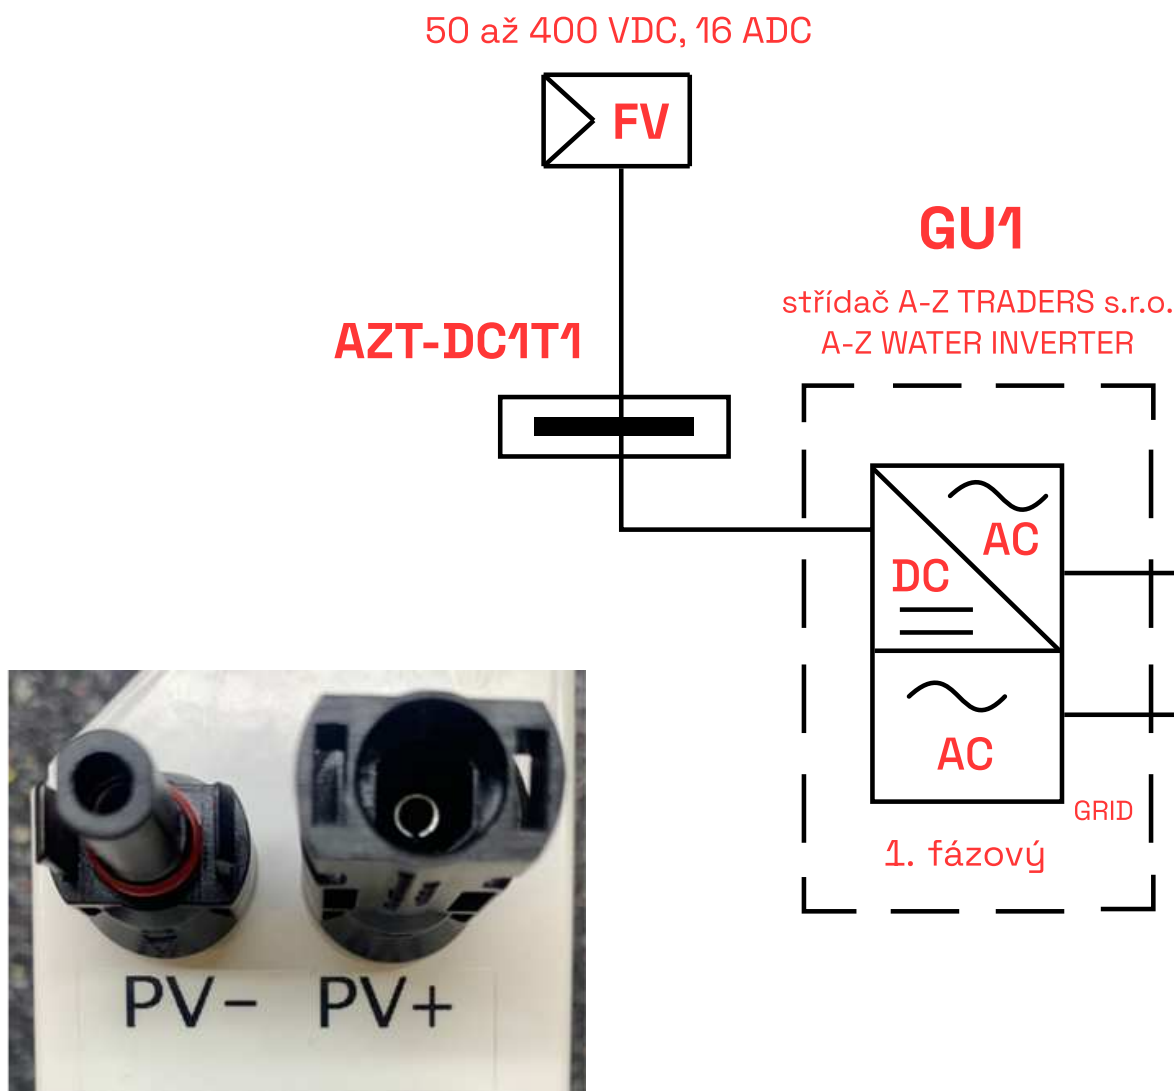 50 až 400 VDC, 16 ADC
FV
GU1
střídač A-Z TRADERS s.r.o.
A-Z WATER INVERTER
AZT-DC1T1
AC
DC
AC
GRID
1. fázový
PV- PV+